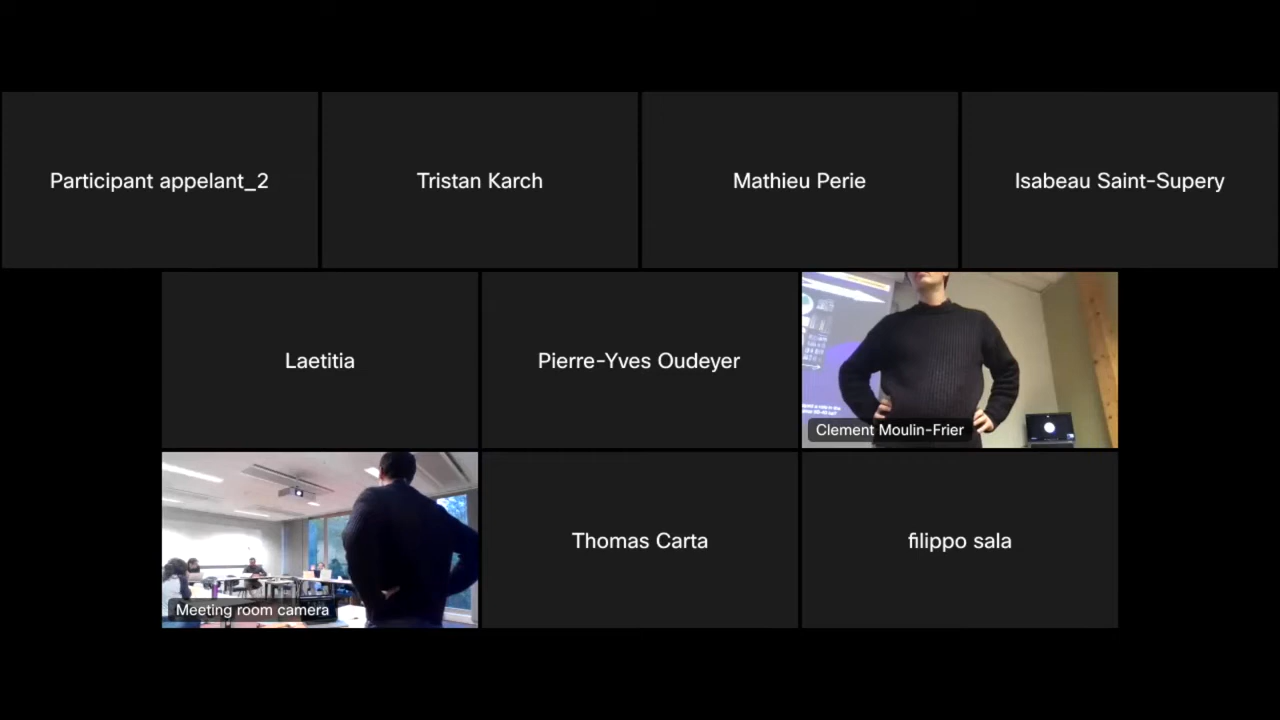 Participant appelant_2
Tristan Karch
Mathieu Perie
Isabeau Saint-Supery
Laetitia
Pierre-Yves Oudeyer
Clement Moulin-Frier
Meeting room camera
Thomas Carta
filippo sala